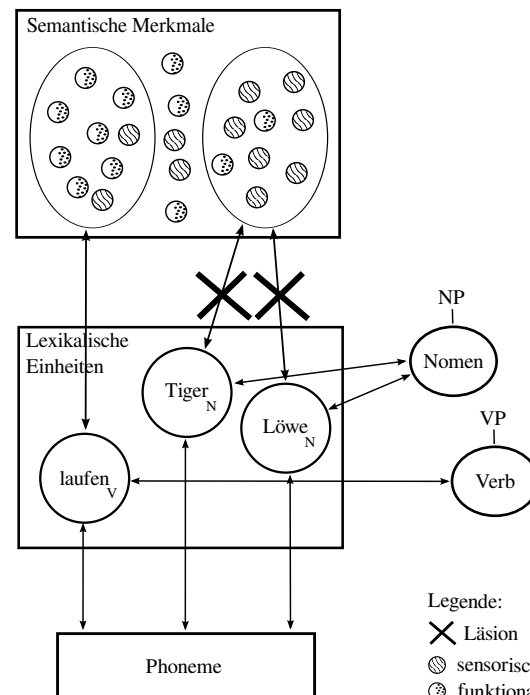 Semantische Merkmale
NP
Lexikalische
Einheiten
Nomen
Tiger N
VP
Löwe N
laufen V
Verb
Legende:
Läsion
Phoneme